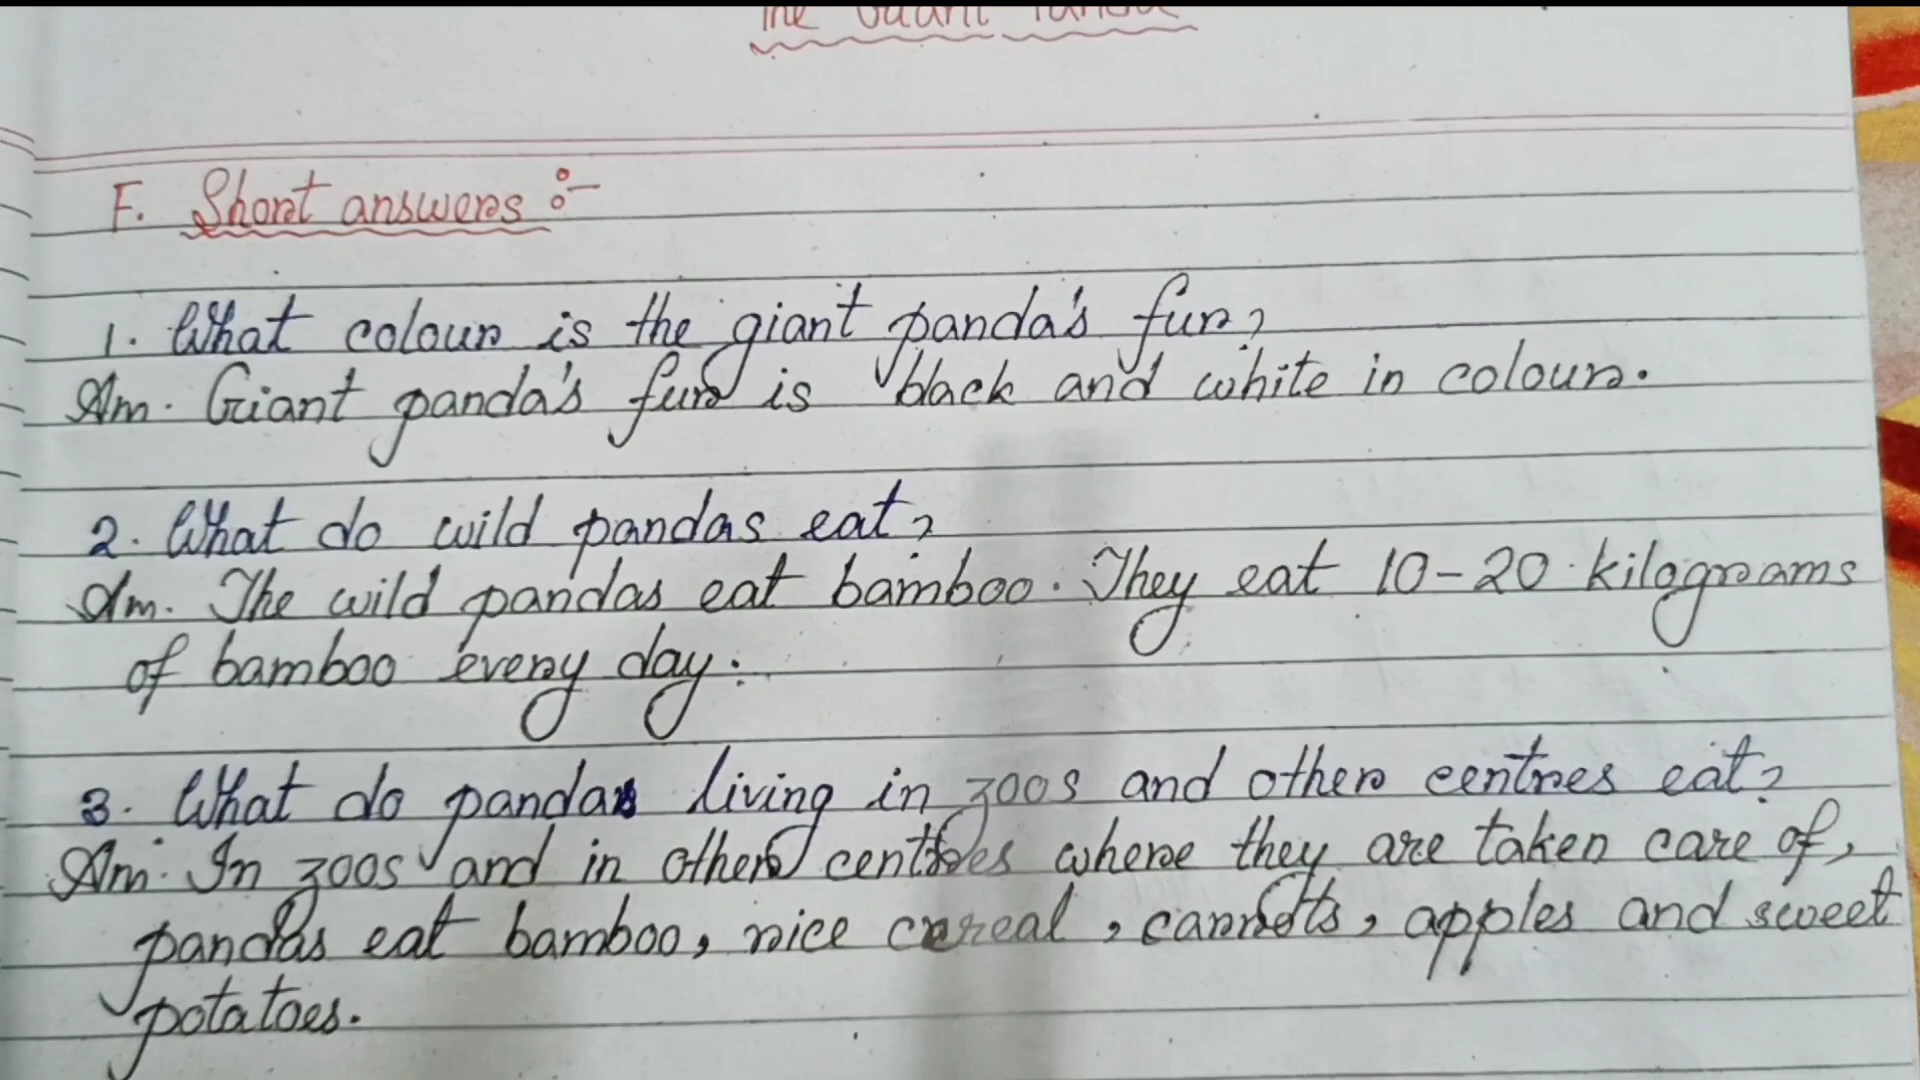 The Giant Panda
F. Short answers :-
1. What colour is the giant panda's fur?
Ans. Giant panda's fur is black and white in colour.
2. What do wild pandas eat?
Ans. The wild pandas eat bamboo. They eat 10-20 kilograms
of bamboo every day.
3. What do pandas living in zoos and other centres eat?
Ans. In zoos and in other centres where they are taken care of,
pandas eat bamboo, rice cereal, carrots, apples and sweet
potatoes.